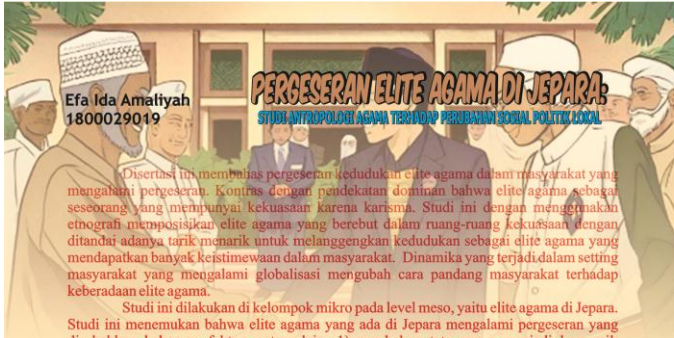 Efa Ida Amaliyah
1800029019
PERGESERAN ELITE AGAMA DI JEPARA:
STUDI ANTROPOLOGI AGAMA TERHADAP PERUBAHAN SOSIAL POLITIK LOKAL
Disertasi ini membahas pergeseran kedudukan elite agama dalam masyarakat yang
mengalami pergeseran. Kontras dengan pendekatan dominan bahwa elite agama sebagai
seseorang yang mempunyai kekuasaan karena karisma. Studi ini dengan menggunakan
etnografi memposisikan elite agama yang berebut dalam ruang-ruang kekuasaan dengan
ditandai adanya tarik menarik untuk melanggengkan kedudukan sebagai elite agama yang
mendapatkan banyak keistimewaan dalam masyarakat. Dinamika yang terjadi dalam setting
masyarakat yang mengalami globalisasi mengubah cara pandang masyarakat terhadap
keberadaan elite agama.
Studi ini dilakukan di kelompok mikro pada level meso, yaitu elite agama di Jepara.
Studi ini menemukan bahwa elite agama yang ada di Jepara mengalami pergeseran yang